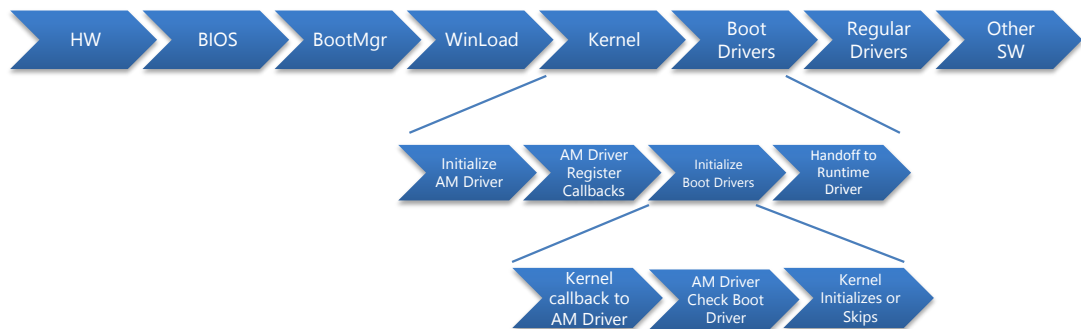 HW
BIOS
BootMgr
WinLoad
Kernel
Boot
Drivers
Regular
Drivers
Other
SW
Initialize
AM Driver
AM Driver
Register
Callbacks
Initialize
Boot Drivers
Handoff to
Runtime
Driver
Kernel
callback to
AM Driver
AM Driver
Check Boot
Driver
Kernel
Initializes or
Skips